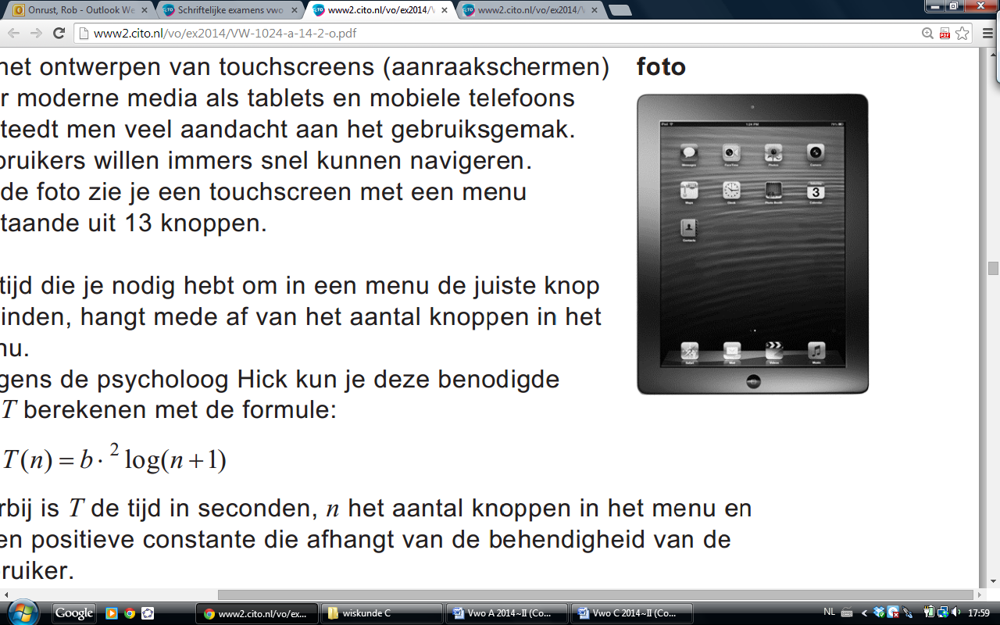 Onrust, Rob - Outlook We
Schriftelijke examens vwo
www2.cito.nl/vo/ex2014/V
www2.cito.nl/vo/ex2014/V
www2.cito.nl/vo/ex2014/VW-1024-a-14-2-o.pdf
net ontwerpen van touchscreens (aanraakschermen)
foto
r moderne media als tablets en mobiele telefoons
teedt men veel aandacht aan het gebruiksgemak.
bruikers willen immers snel kunnen navigeren.
de foto zie je een touchscreen met een menu
taande uit 13 knoppen.
tijd die je nodig hebt om in een menu de juiste knop
inden, hangt mede af van het aantal knoppen in het
nu.
gens de psycholoog Hick kun je deze benodigde
T berekenen met de formule:
T(n) = b · ²log(n + 1)
rbij is T de tijd in seconden, n het aantal knoppen in het menu en
en positieve constante die afhangt van de behendigheid van de
ruiker.
iPad
1:24 PM
Messages
FaceTime
Photos
Camera
Maps
Clock
Photo Booth
3
Calendar
Contacts
Safari
Mail
Videos
Music
Google
www2.cito.nl/vo/ex...
wiskunde C
Vwo A 2014~II (Co...
Vwo C 2014~II (Co...
NL
17:59